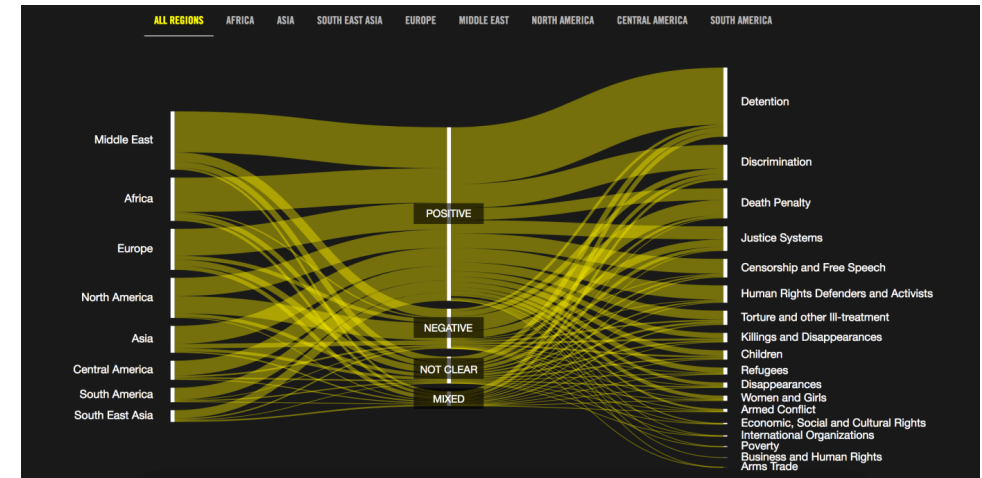 ALL REGIONS AFRICA ASIA SOUTH EAST ASIA EUROPE MIDDLE EAST NORTH AMERICA CENTRAL AMERICA SOUTH AMERICA
Middle East
Africa
Europe
North America
Asia
Central America
South America
South East Asia
POSITIVE
NEGATIVE
NOT CLEAR
MIXED
Detention
Discrimination
Death Penalty
Justice Systems
Censorship and Free Speech
Human Rights Defenders and Activists
Torture and other Ill-treatment
Killings and Disappearances
Children
Refugees
Disappearances
Women and Girls
Armed Conflict
Economic, Social and Cultural Rights
International Organizations
Poverty
Business and Human Rights
Arms Trade